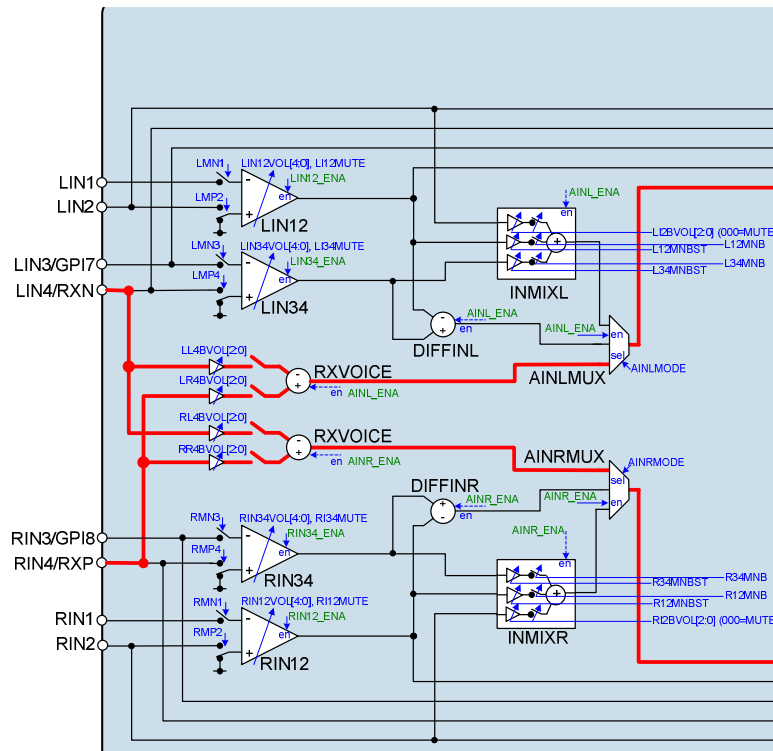 LMN1
LIN12VOL[4:0], LI12MUTE
LIN12_ENA
LIN1
-
en
AINL_ENA
LMP2
en
LIN2
+
LIN12
LI2BVOL[2:0] (000=MUTE
LMN3
LIN34VOL[4:0], LI34MUTE
+
L12MNB
L12MNBST
LIN34_ENA
LIN3/GPI7
-
en
L34MNB
L34MNBST
LMP4
LIN4/RXN
+
INMIXL
LIN34
AINL_ENA
-
+
en
AINL_ENA
en
DIFFINL
sel
LL4BVOL[2:0]
RXVOICE
AINLMODE
-
+
AINLMUX
LR4BVOL[2:0]
en
AINL_ENA
RL4BVOL[2:0]
RXVOICE
-
+
AINRMUX
RR4BVOL[2:0]
en
AINR_ENA
AINRMODE
sel
DIFFINR
AINR_ENA
AINR_ENA
+
-
en
en
RMN3
RIN34VOL[4:0], RI34MUTE
RIN34_ENA
AINR_ENA
RIN3/GPI8
-
en
RMP4
en
RIN4/RXP
+
RIN34
R34MNB
R34MNBST
+
RMN1
RIN12VOL[4:0], RI12MUTE
R12MNB
R12MNBST
RIN12_ENA
RIN1
-
en
RI2BVOL[2:0] (000=MUTE
RMP2
INMIXR
RIN2
+
RIN12